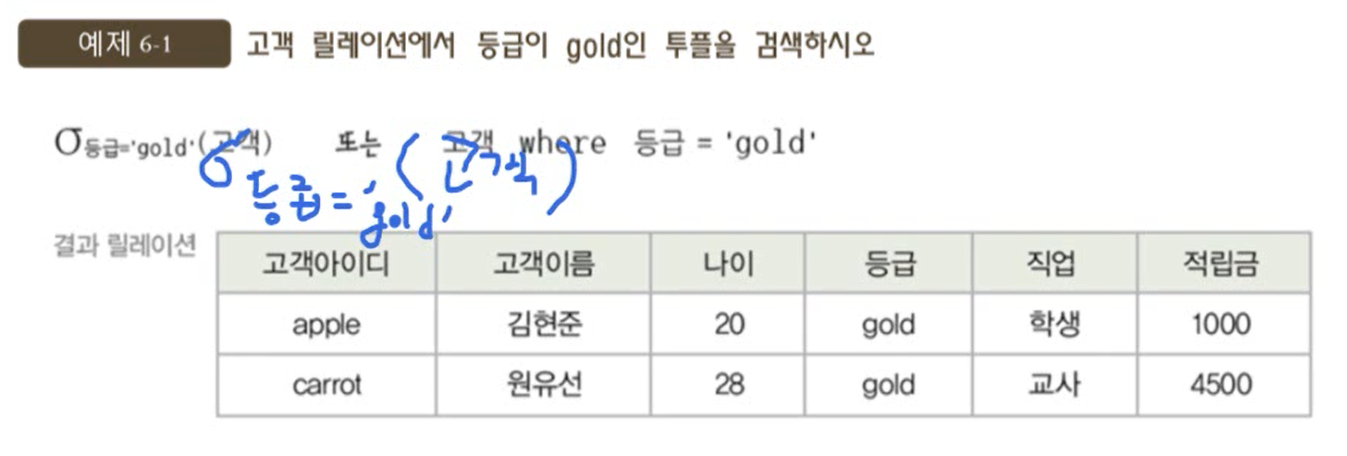 예제 6-1 고객 릴레이션에서 등급이 gold인 투플을 검색하시오
σ등급='gold'(고객) 또는 고객 where 등급 = 'gold'
σ 등급='gold' (고객)
결과 릴레이션
고객아이디 고객이름 나이 등급 직업 적립금
apple 김현준 20 gold 학생 1000
carrot 원유선 28 gold 교사 4500